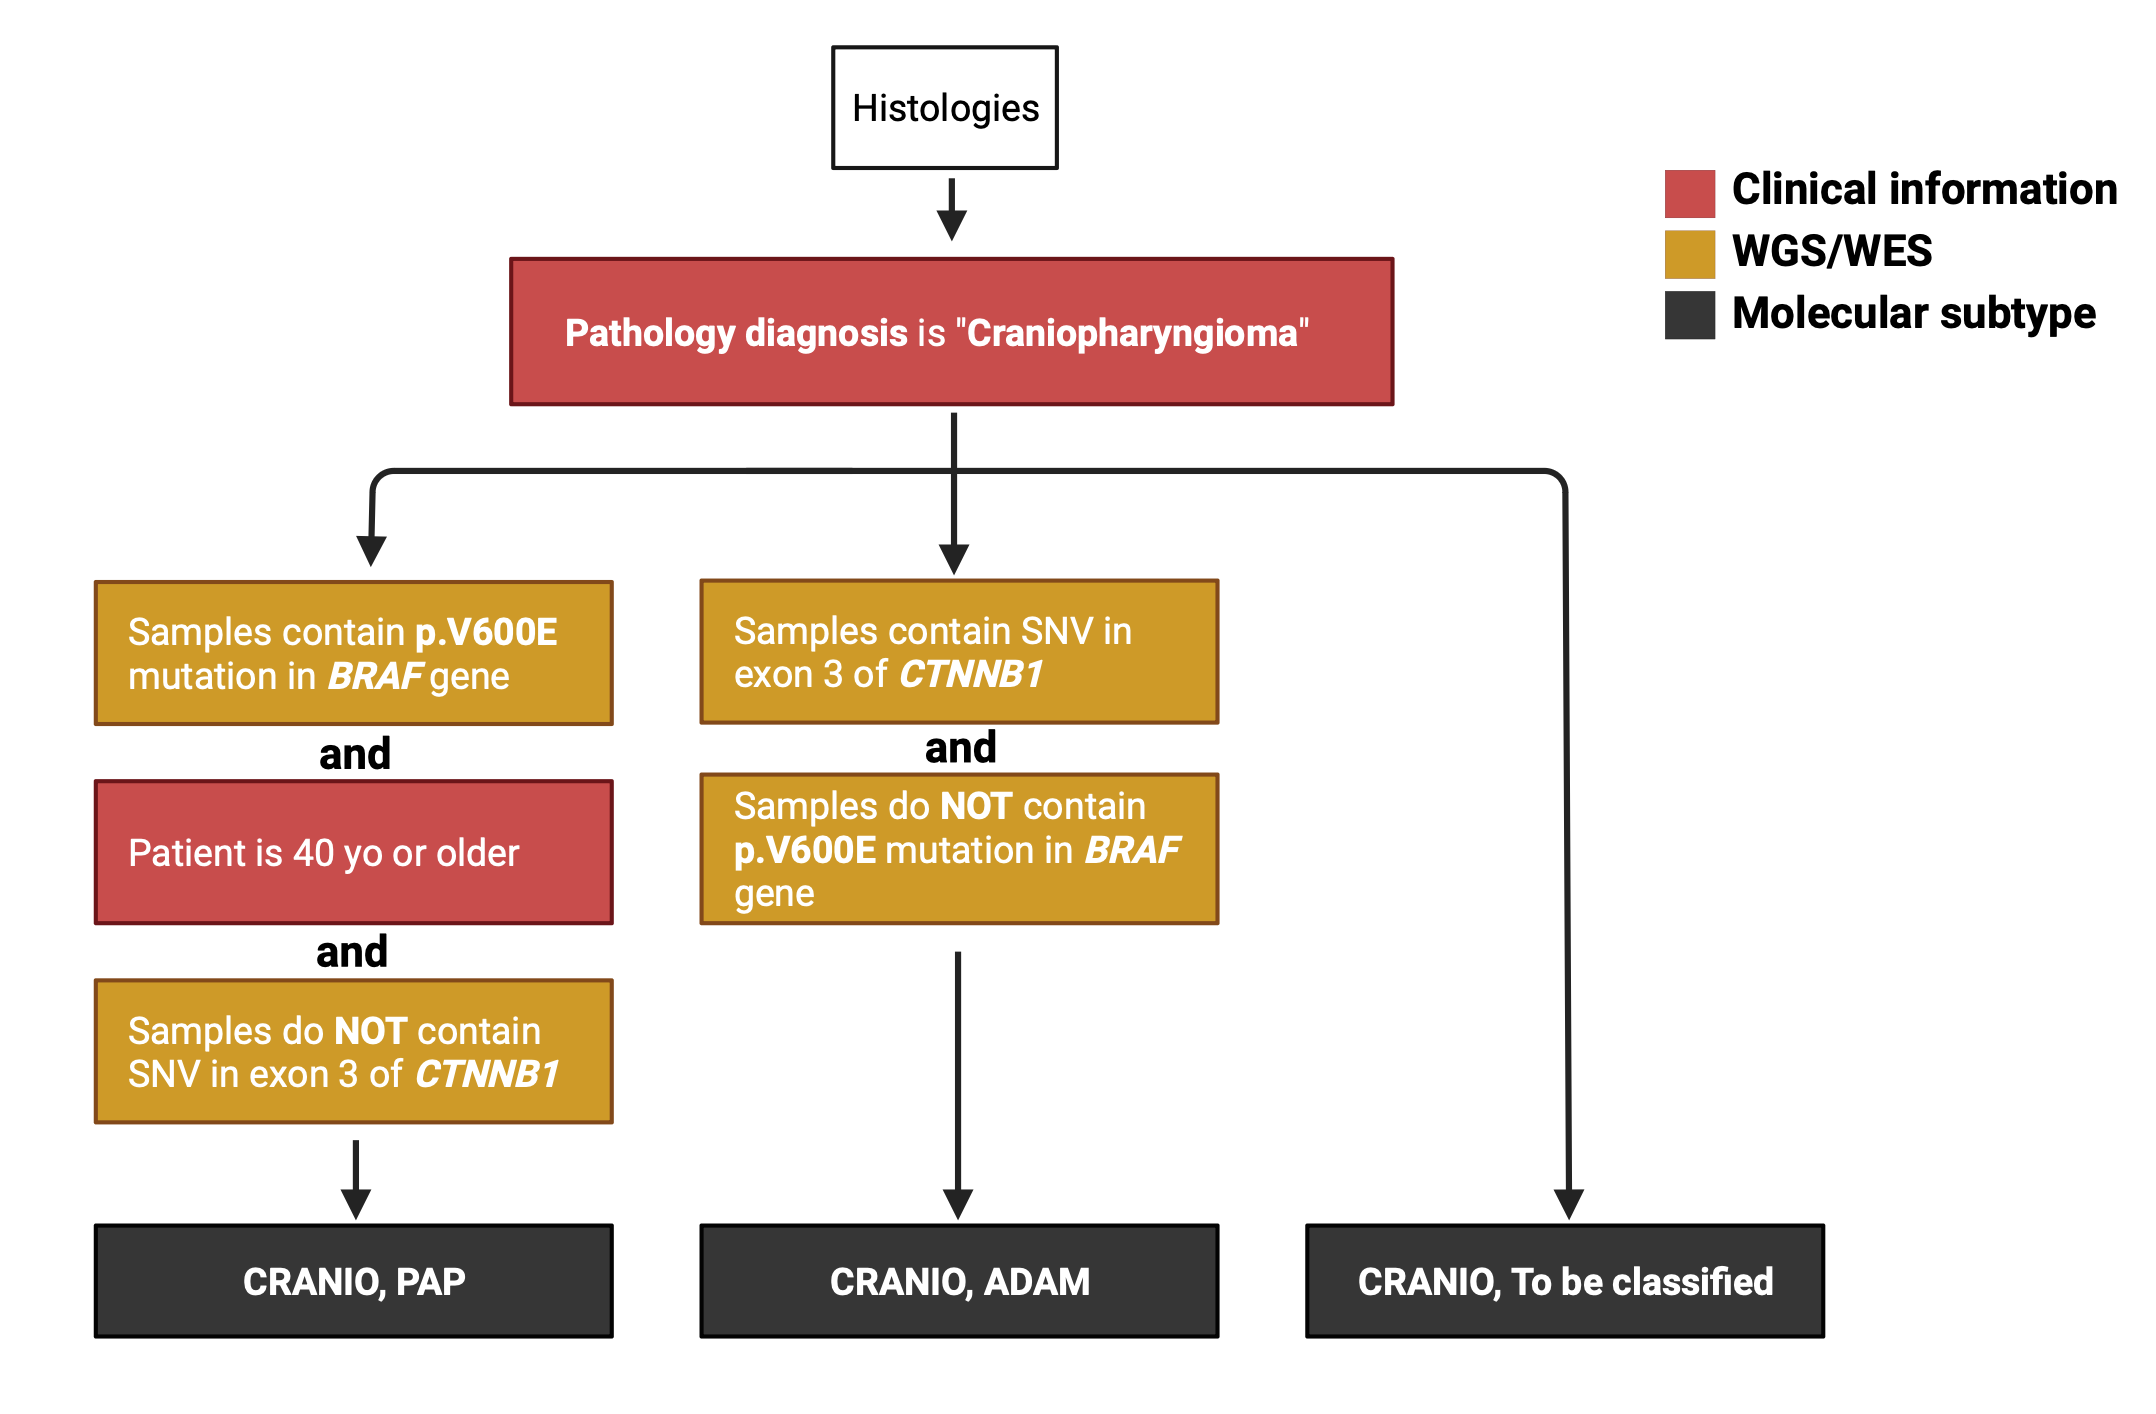 Histologies
Clinical information
WGS/WES
Molecular subtype
Pathology diagnosis is "Craniopharyngioma"
Samples contain p.V600E
mutation in BRAF gene
and
Patient is 40 yo or older
and
Samples do NOT contain
SNV in exon 3 of CTNNB1
CRANIO, PAP
Samples contain SNV in
exon 3 of CTNNB1
and
Samples do NOT contain
p.V600E mutation in BRAF
gene
CRANIO, ADAM
CRANIO, To be classified